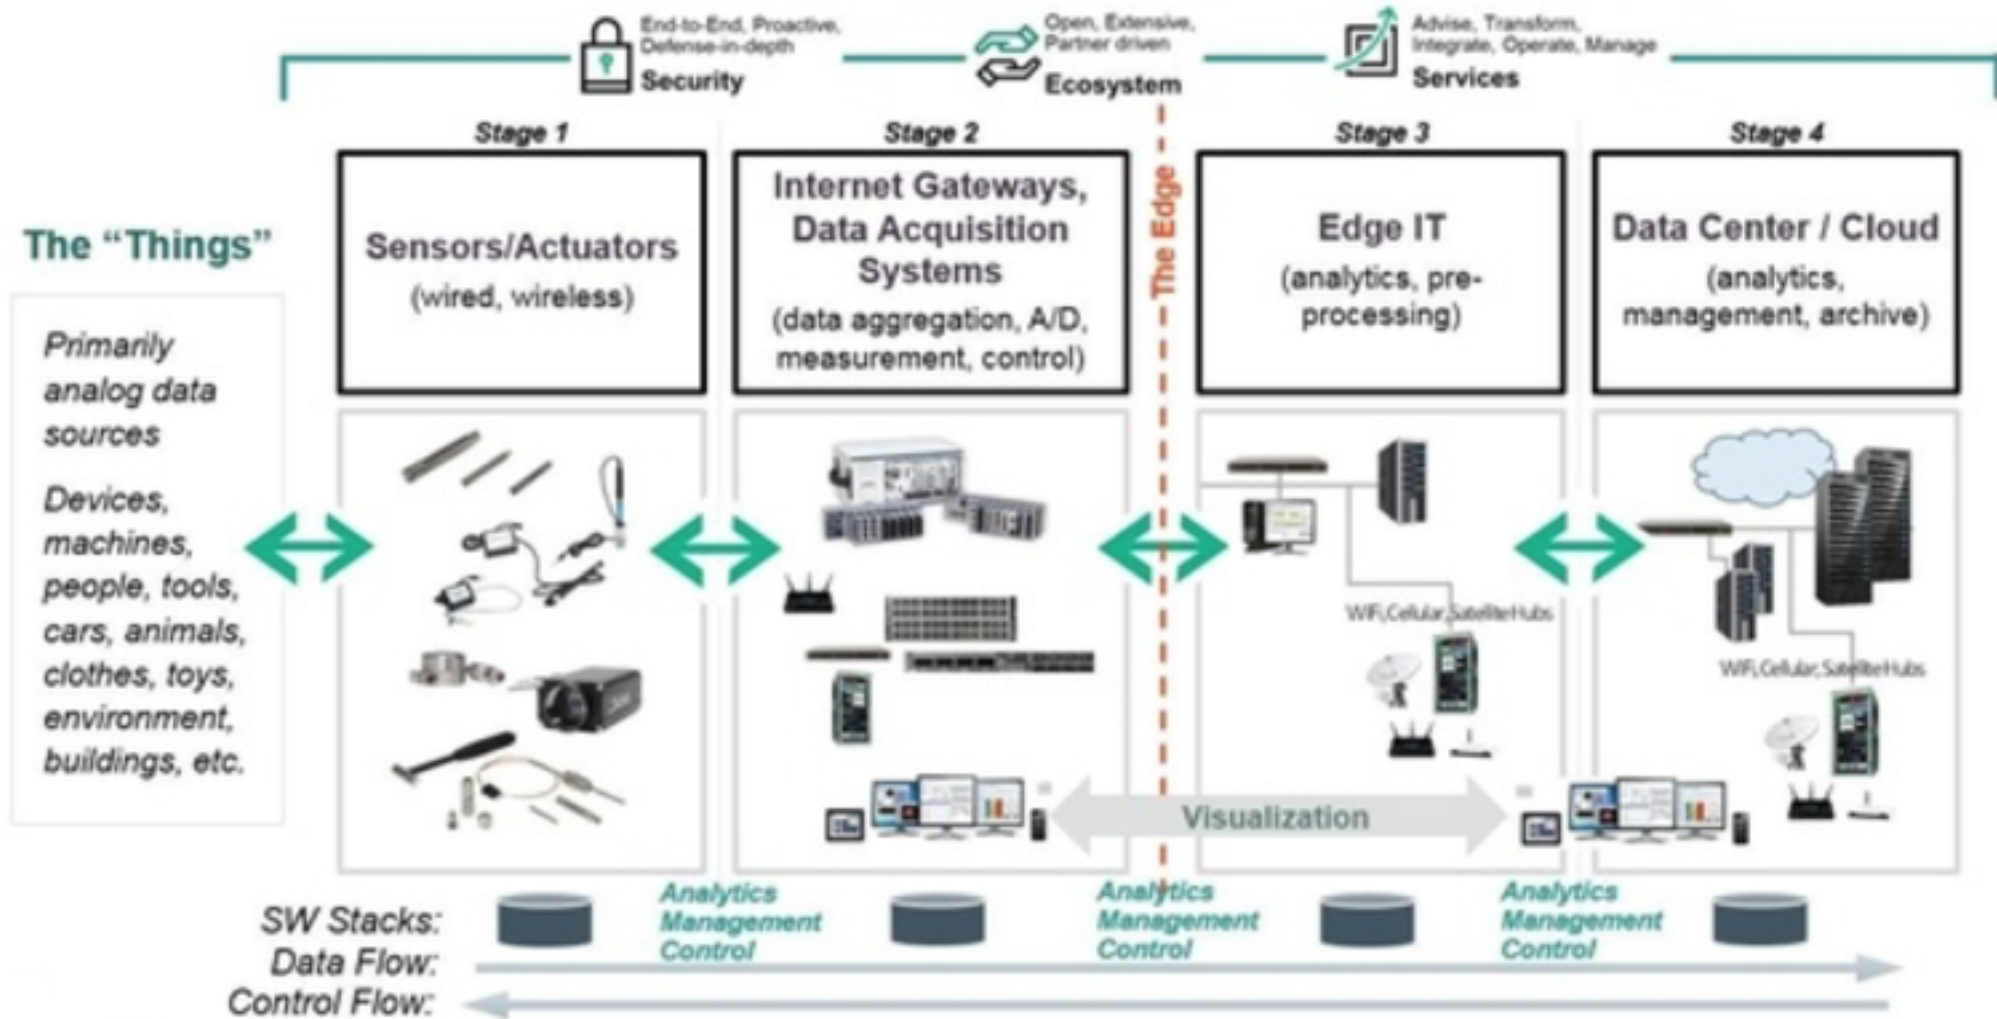 End-to-End, Proactive,
Defense-in-depth
Security
Open, Extensive,
Partner driven
Ecosystem
Advise, Transform,
Integrate, Operate, Manage
Services
The "Things"
Primarily
analog data
sources
Devices,
machines,
people, tools,
cars, animals,
clothes, toys,
environment,
buildings, etc.
Stage 1
Sensors/Actuators
(wired, wireless)
Stage 2
Internet Gateways,
Data Acquisition
Systems
(data aggregation, A/D,
measurement, control)
The Edge
Stage 3
Edge IT
(analytics, pre-
processing)
Stage 4
Data Center / Cloud
(analytics,
management, archive)
WiFi, Cellular, Satellite Hubs
WiFi, Cellular, Satellite Hubs
Visualization
SW Stacks:
Analytics
Management
Control
Analytics
Management
Control
Analytics
Management
Control
Data Flow:
Control Flow: